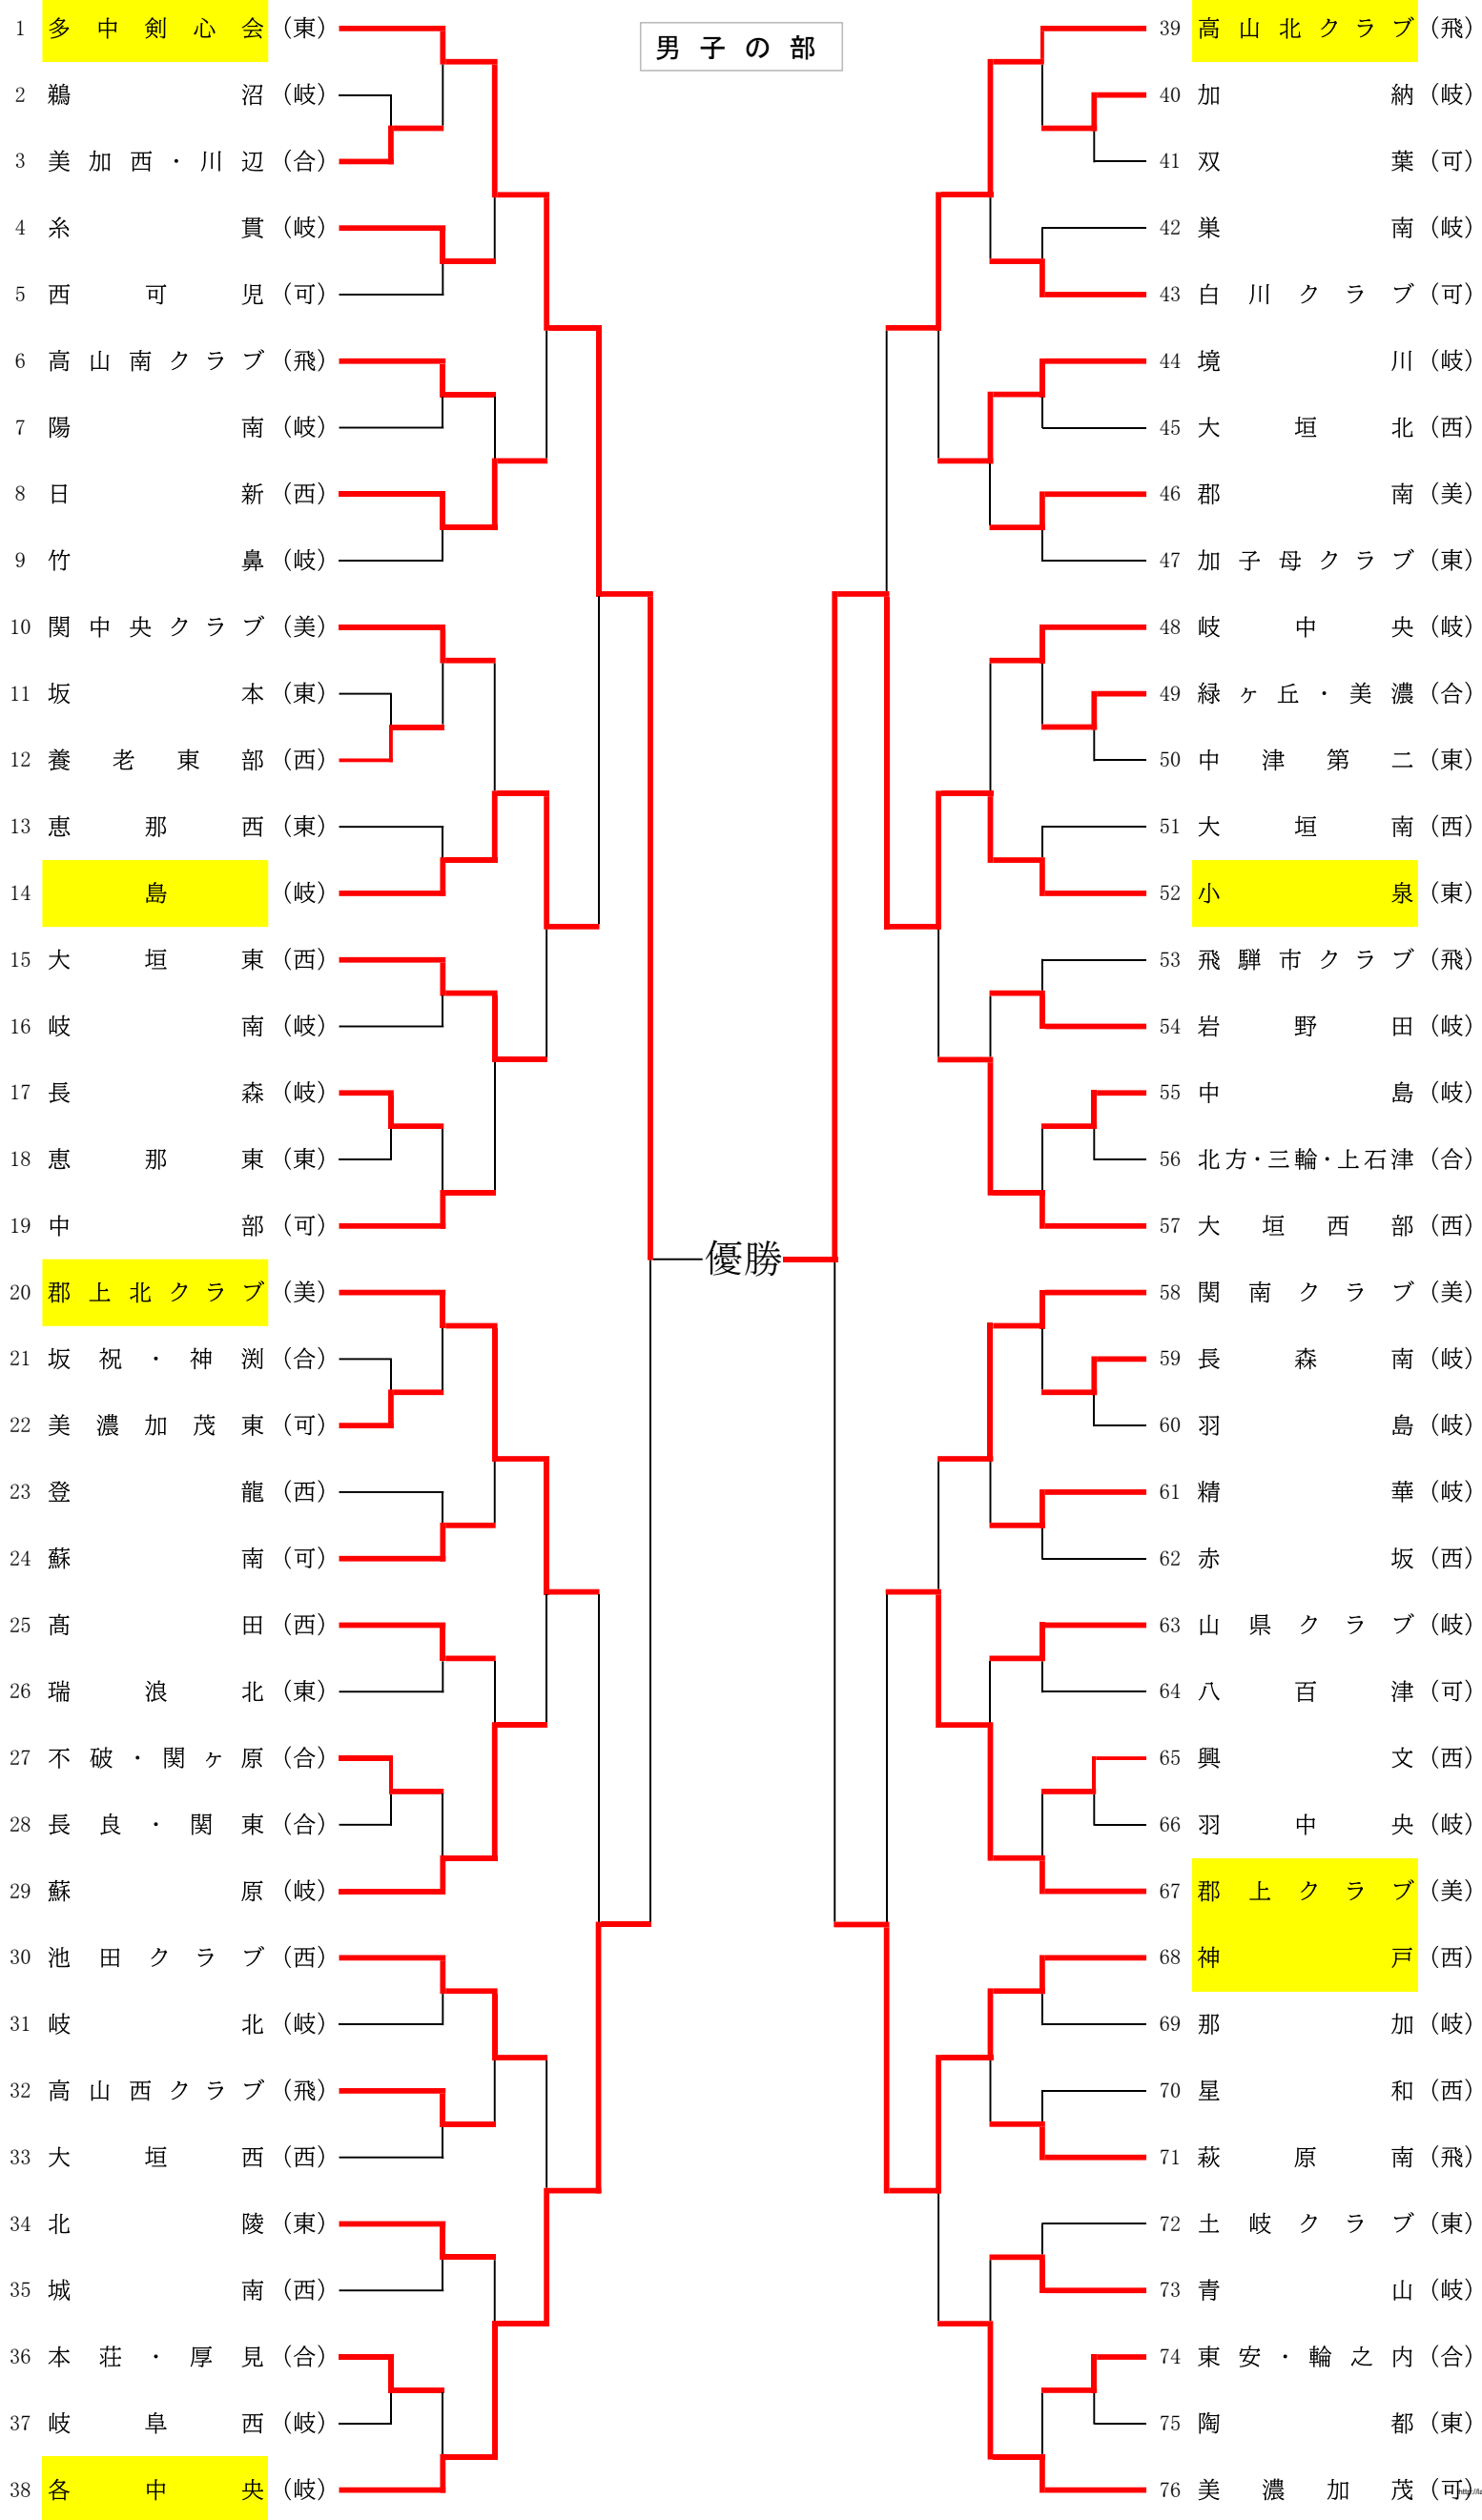 男子の部
1 多中剣心会 (東)
2 鵜沼 (岐)
3 美加西・川辺 (合)
4 糸貫 (岐)
5 西可児 (可)
6 高山南クラブ (飛)
7 陽南 (岐)
8 日新 (西)
9 竹鼻 (岐)
10 関中央クラブ (美)
11 坂本 (東)
12 養老東部 (西)
13 恵那西 (東)
14 島 (岐)
15 大垣東 (西)
16 岐南 (岐)
17 長森 (岐)
18 恵那東 (東)
19 中部 (可)
20 郡上北クラブ (美)
21 坂祝・神渕 (合)
22 美濃加茂東 (可)
23 登龍 (西)
24 蘇南 (可)
25 髙田 (西)
26 瑞浪北 (東)
27 不破・関ヶ原 (合)
28 長良・関東 (合)
29 蘇原 (岐)
30 池田クラブ (西)
31 岐北 (岐)
32 高山西クラブ (飛)
33 大垣西 (西)
34 北陵 (東)
35 城南 (西)
36 本荘・厚見 (合)
37 岐阜西 (岐)
38 各中央 (岐)
優勝
39 高山北クラブ (飛)
40 加納 (岐)
41 双葉 (可)
42 巣南 (岐)
43 白川クラブ (可)
44 境川 (岐)
45 大垣北 (西)
46 郡南 (美)
47 加子母クラブ (東)
48 岐中央 (岐)
49 緑ヶ丘・美濃 (合)
50 中津第二 (東)
51 大垣南 (西)
52 小泉 (東)
53 飛騨市クラブ (飛)
54 岩野田 (岐)
55 中島 (岐)
56 北方・三輪・上石津 (合)
57 大垣西部 (西)
58 関南クラブ (美)
59 長森南 (岐)
60 羽島 (岐)
61 精華 (岐)
62 赤坂 (西)
63 山県クラブ (岐)
64 八百津 (可)
65 興文 (西)
66 羽中央 (岐)
67 郡上クラブ (美)
68 神戸 (西)
69 那加 (岐)
70 星和 (西)
71 萩原南 (飛)
72 土岐クラブ (東)
73 青山 (岐)
74 東安・輪之内 (合)
75 陶都 (東)
76 美濃加茂 (可)